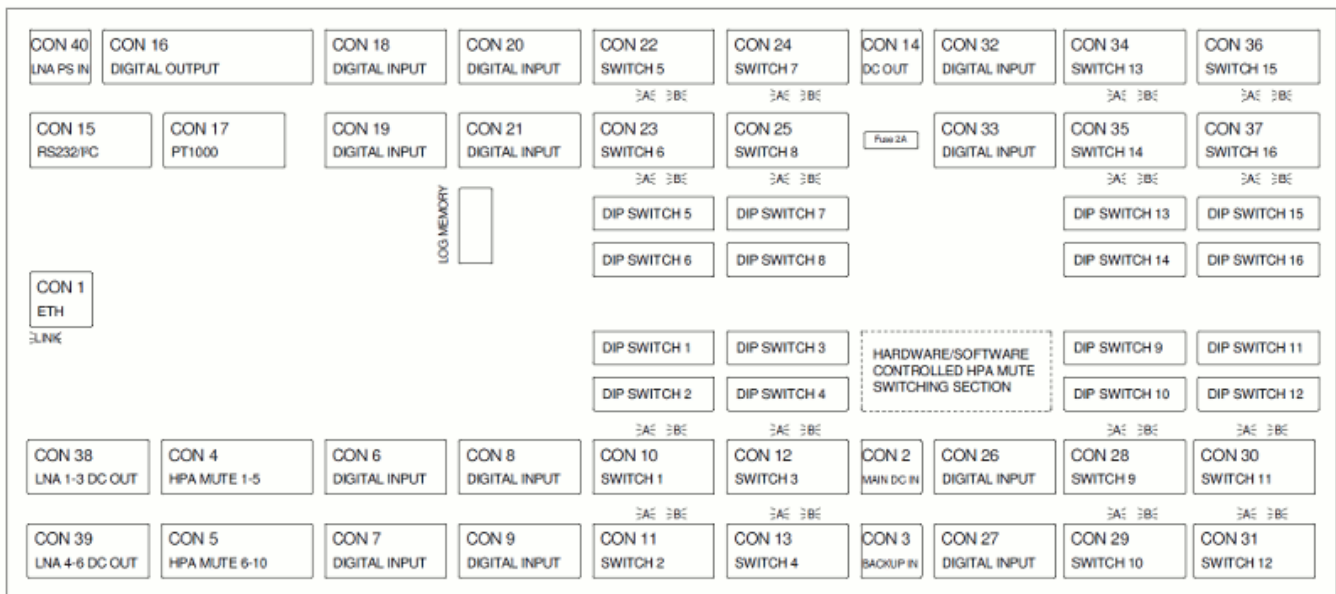 CON 40
LNA PS IN
CON 16
DIGITAL OUTPUT
CON 18
DIGITAL INPUT
CON 20
DIGITAL INPUT
CON 22
SWITCH 5
CON 24
SWITCH 7
CON 14
DC OUT
CON 32
DIGITAL INPUT
CON 34
SWITCH 13
CON 36
SWITCH 15
A B
A B
A B
A B
CON 15
RS232/I²C
CON 17
PT1000
CON 19
DIGITAL INPUT
CON 21
DIGITAL INPUT
CON 23
SWITCH 6
CON 25
SWITCH 8
Fuse 2A
CON 33
DIGITAL INPUT
CON 35
SWITCH 14
CON 37
SWITCH 16
A B
A B
A B
A B
LOG MEMORY
DIP SWITCH 5
DIP SWITCH 7
DIP SWITCH 13
DIP SWITCH 15
DIP SWITCH 6
DIP SWITCH 8
DIP SWITCH 14
DIP SWITCH 16
CON 1
ETH
LINK
DIP SWITCH 1
DIP SWITCH 3
HARDWARE/SOFTWARE
CONTROLLED HPA MUTE
SWITCHING SECTION
DIP SWITCH 9
DIP SWITCH 11
DIP SWITCH 2
DIP SWITCH 4
DIP SWITCH 10
DIP SWITCH 12
A B
A B
A B
A B
CON 38
LNA 1-3 DC OUT
CON 4
HPA MUTE 1-5
CON 6
DIGITAL INPUT
CON 8
DIGITAL INPUT
CON 10
SWITCH 1
CON 12
SWITCH 3
CON 2
MAIN DC IN
CON 26
DIGITAL INPUT
CON 28
SWITCH 9
CON 30
SWITCH 11
A B
A B
A B
A B
CON 39
LNA 4-6 DC OUT
CON 5
HPA MUTE 6-10
CON 7
DIGITAL INPUT
CON 9
DIGITAL INPUT
CON 11
SWITCH 2
CON 13
SWITCH 4
CON 3
BACKUP IN
CON 27
DIGITAL INPUT
CON 29
SWITCH 10
CON 31
SWITCH 12